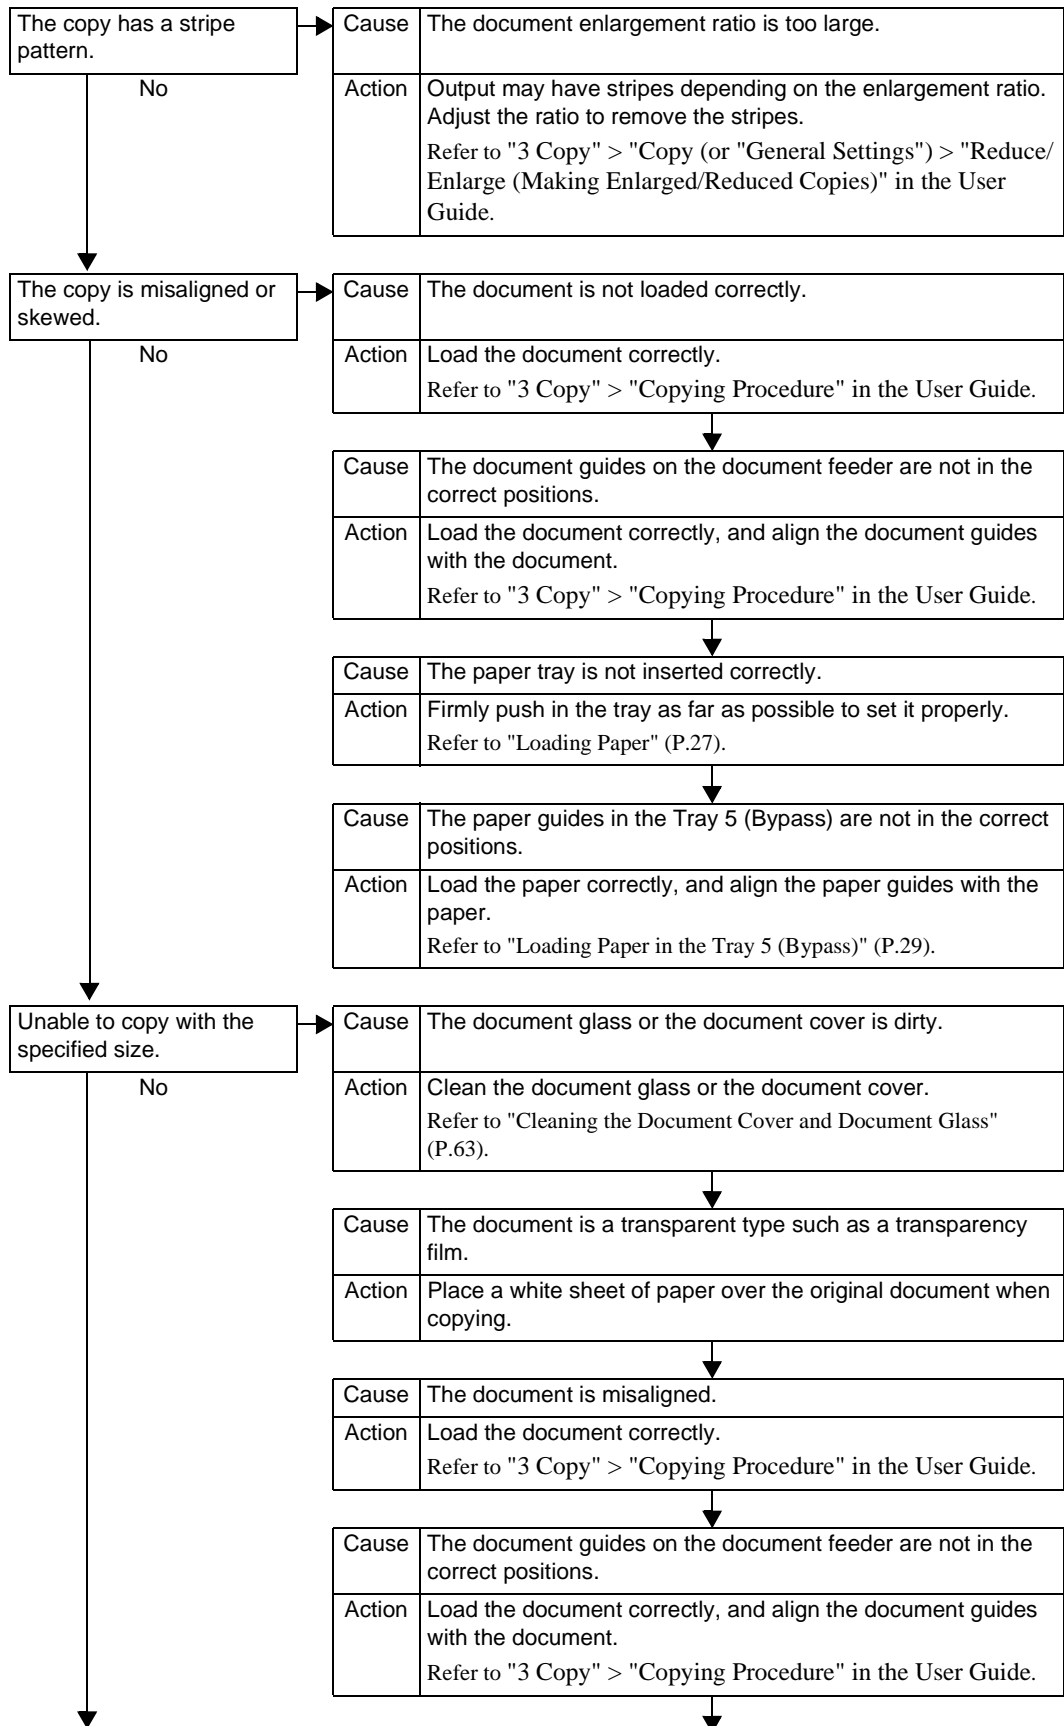 The copy has a stripe
pattern.
No
Cause
The document enlargement ratio is too large.
Action
Output may have stripes depending on the enlargement ratio.
Adjust the ratio to remove the stripes.
Refer to "3 Copy" > "Copy (or "General Settings") > "Reduce/
Enlarge (Making Enlarged/Reduced Copies)" in the User
Guide.
The copy is misaligned or
skewed.
No
Cause
The document is not loaded correctly.
Action
Load the document correctly.
Refer to "3 Copy" > "Copying Procedure" in the User Guide.
Cause
The document guides on the document feeder are not in the
correct positions.
Action
Load the document correctly, and align the document guides
with the document.
Refer to "3 Copy" > "Copying Procedure" in the User Guide.
Cause
The paper tray is not inserted correctly.
Action
Firmly push in the tray as far as possible to set it properly.
Refer to "Loading Paper" (P.27).
Cause
The paper guides in the Tray 5 (Bypass) are not in the correct
positions.
Action
Load the paper correctly, and align the paper guides with the
paper.
Refer to "Loading Paper in the Tray 5 (Bypass)" (P.29).
Unable to copy with the
specified size.
No
Cause
The document glass or the document cover is dirty.
Action
Clean the document glass or the document cover.
Refer to "Cleaning the Document Cover and Document Glass"
(P.63).
Cause
The document is a transparent type such as a transparency
film.
Action
Place a white sheet of paper over the original document when
copying.
Cause
The document is misaligned.
Action
Load the document correctly.
Refer to "3 Copy" > "Copying Procedure" in the User Guide.
Cause
The document guides on the document feeder are not in the
correct positions.
Action
Load the document correctly, and align the document guides
with the document.
Refer to "3 Copy" > "Copying Procedure" in the User Guide.